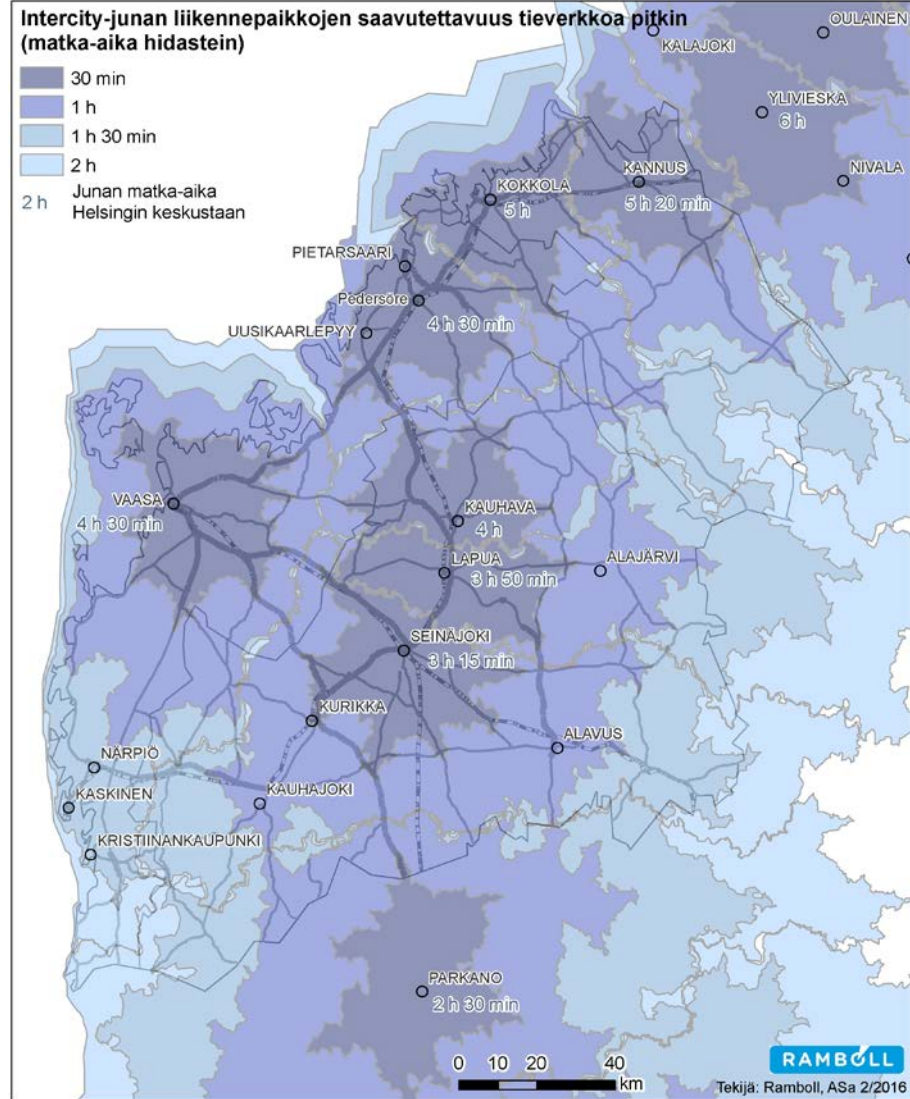 Intercity-junan liikennepaikkojen saavutettavuus tieverkkoa pitkin
(matka-aika hidastein)
30 min
1 h
1 h 30 min
2 h
2 h Junan matka-aika
Helsingin keskustaan
OULAINEN
KALAJOKI
YLIVIESKA
6 h
NIVALA
KANNUS
5 h 20 min
KOKKOLA
5 h
PIETARSAARI
Pedersöre
4 h 30 min
UUSIKAARLEPYY
VAASA
4 h 30 min
KAUHAVA
4 h
LAPUA
3 h 50 min
ALAJÄRVI
SEINÄJOKI
3 h 15 min
KURIKKA
ALAVUS
NÄRPIÖ
KASKINEN
KAUHAJOKI
KRISTIINANKAUPUNKI
PARKANO
2 h 30 min
0 10 20 40
km
RAMBOLL
Tekijä: Ramboll, ASa 2/2016